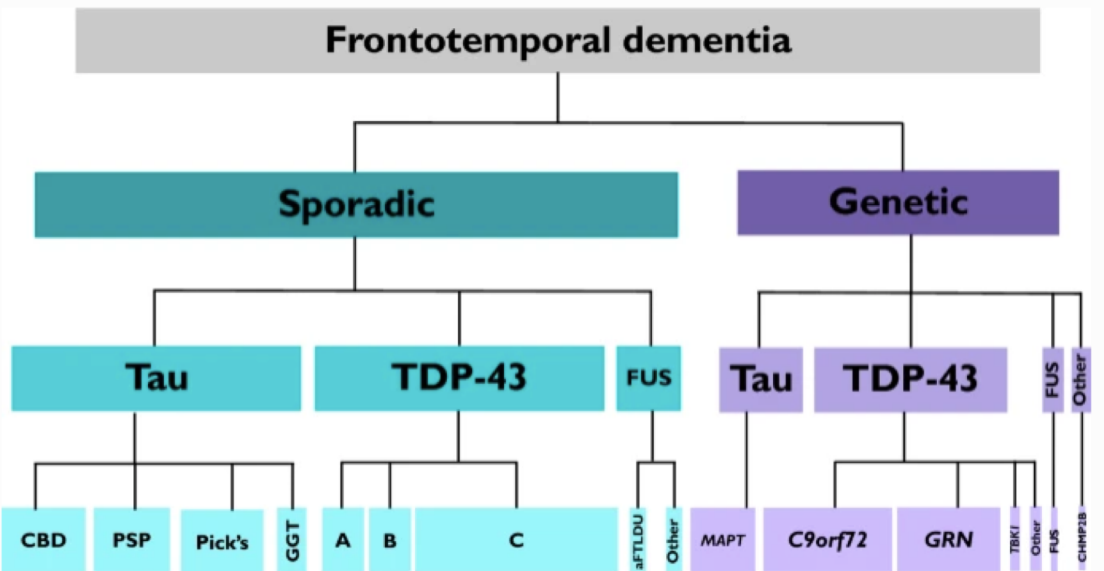 Frontotemporal dementia
Sporadic
Genetic
Tau
TDP-43
FUS
Tau
TDP-43
FUS
Other
CBD
PSP
Pick's
GGT
A
B
C
aFTLDU
Other
MAPT
C9orf72
GRN
TBK1
Other
FUS
CHMP2B